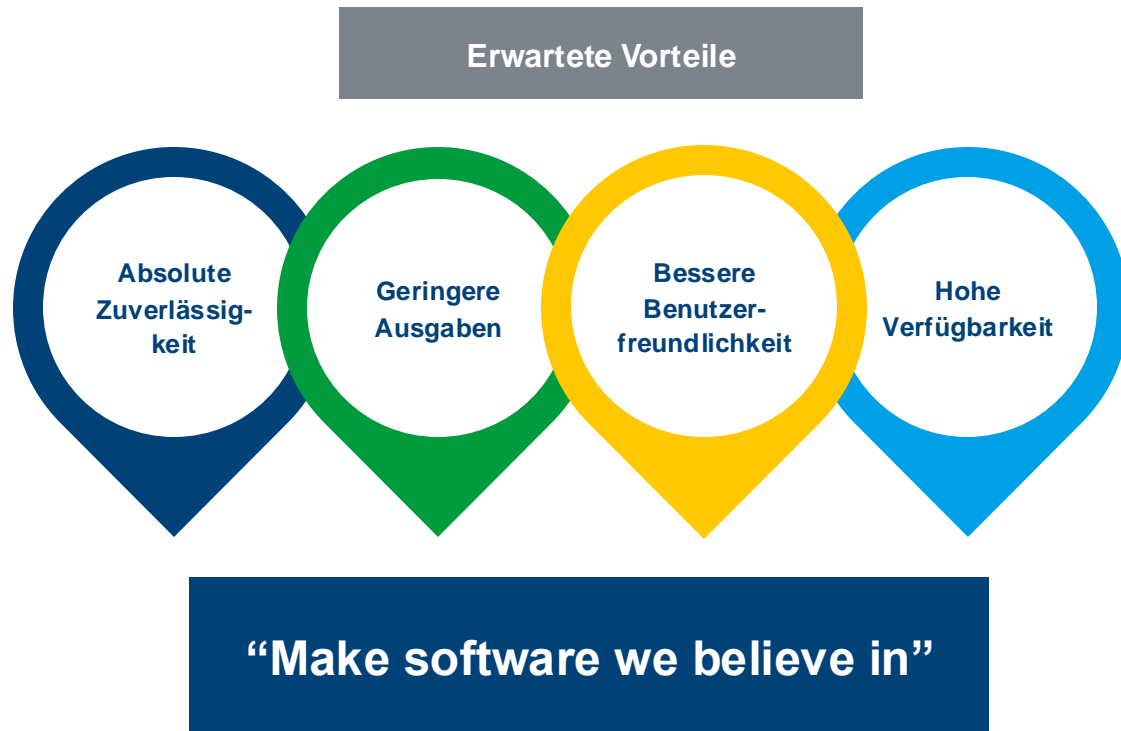 Erwartete Vorteile
Absolute
Zuverlässig-
keit
Geringere
Ausgaben
Bessere
Benutzer-
freundlichkeit
Hohe
Verfügbarkeit
“Make software we believe in”